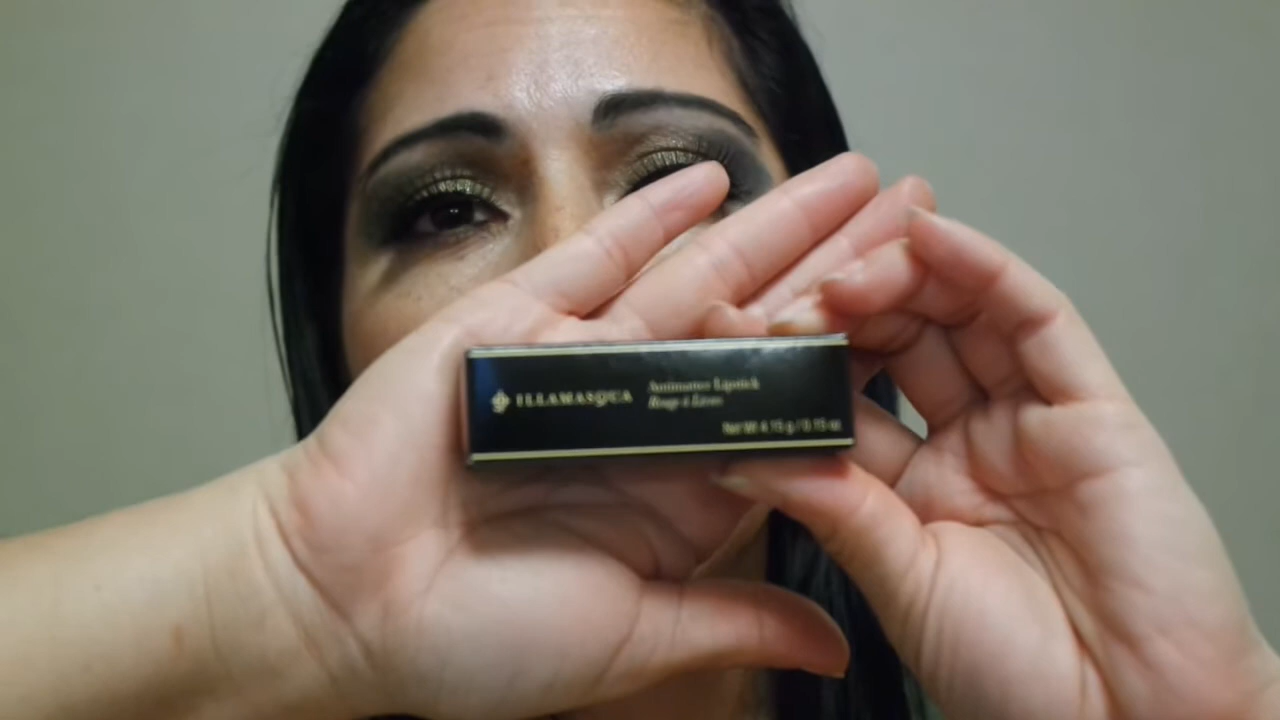 ILLAMASQUA
Antimatter Lipstick
Rouge à Lèvres
Net Wt 4.15 g / 0.15 oz